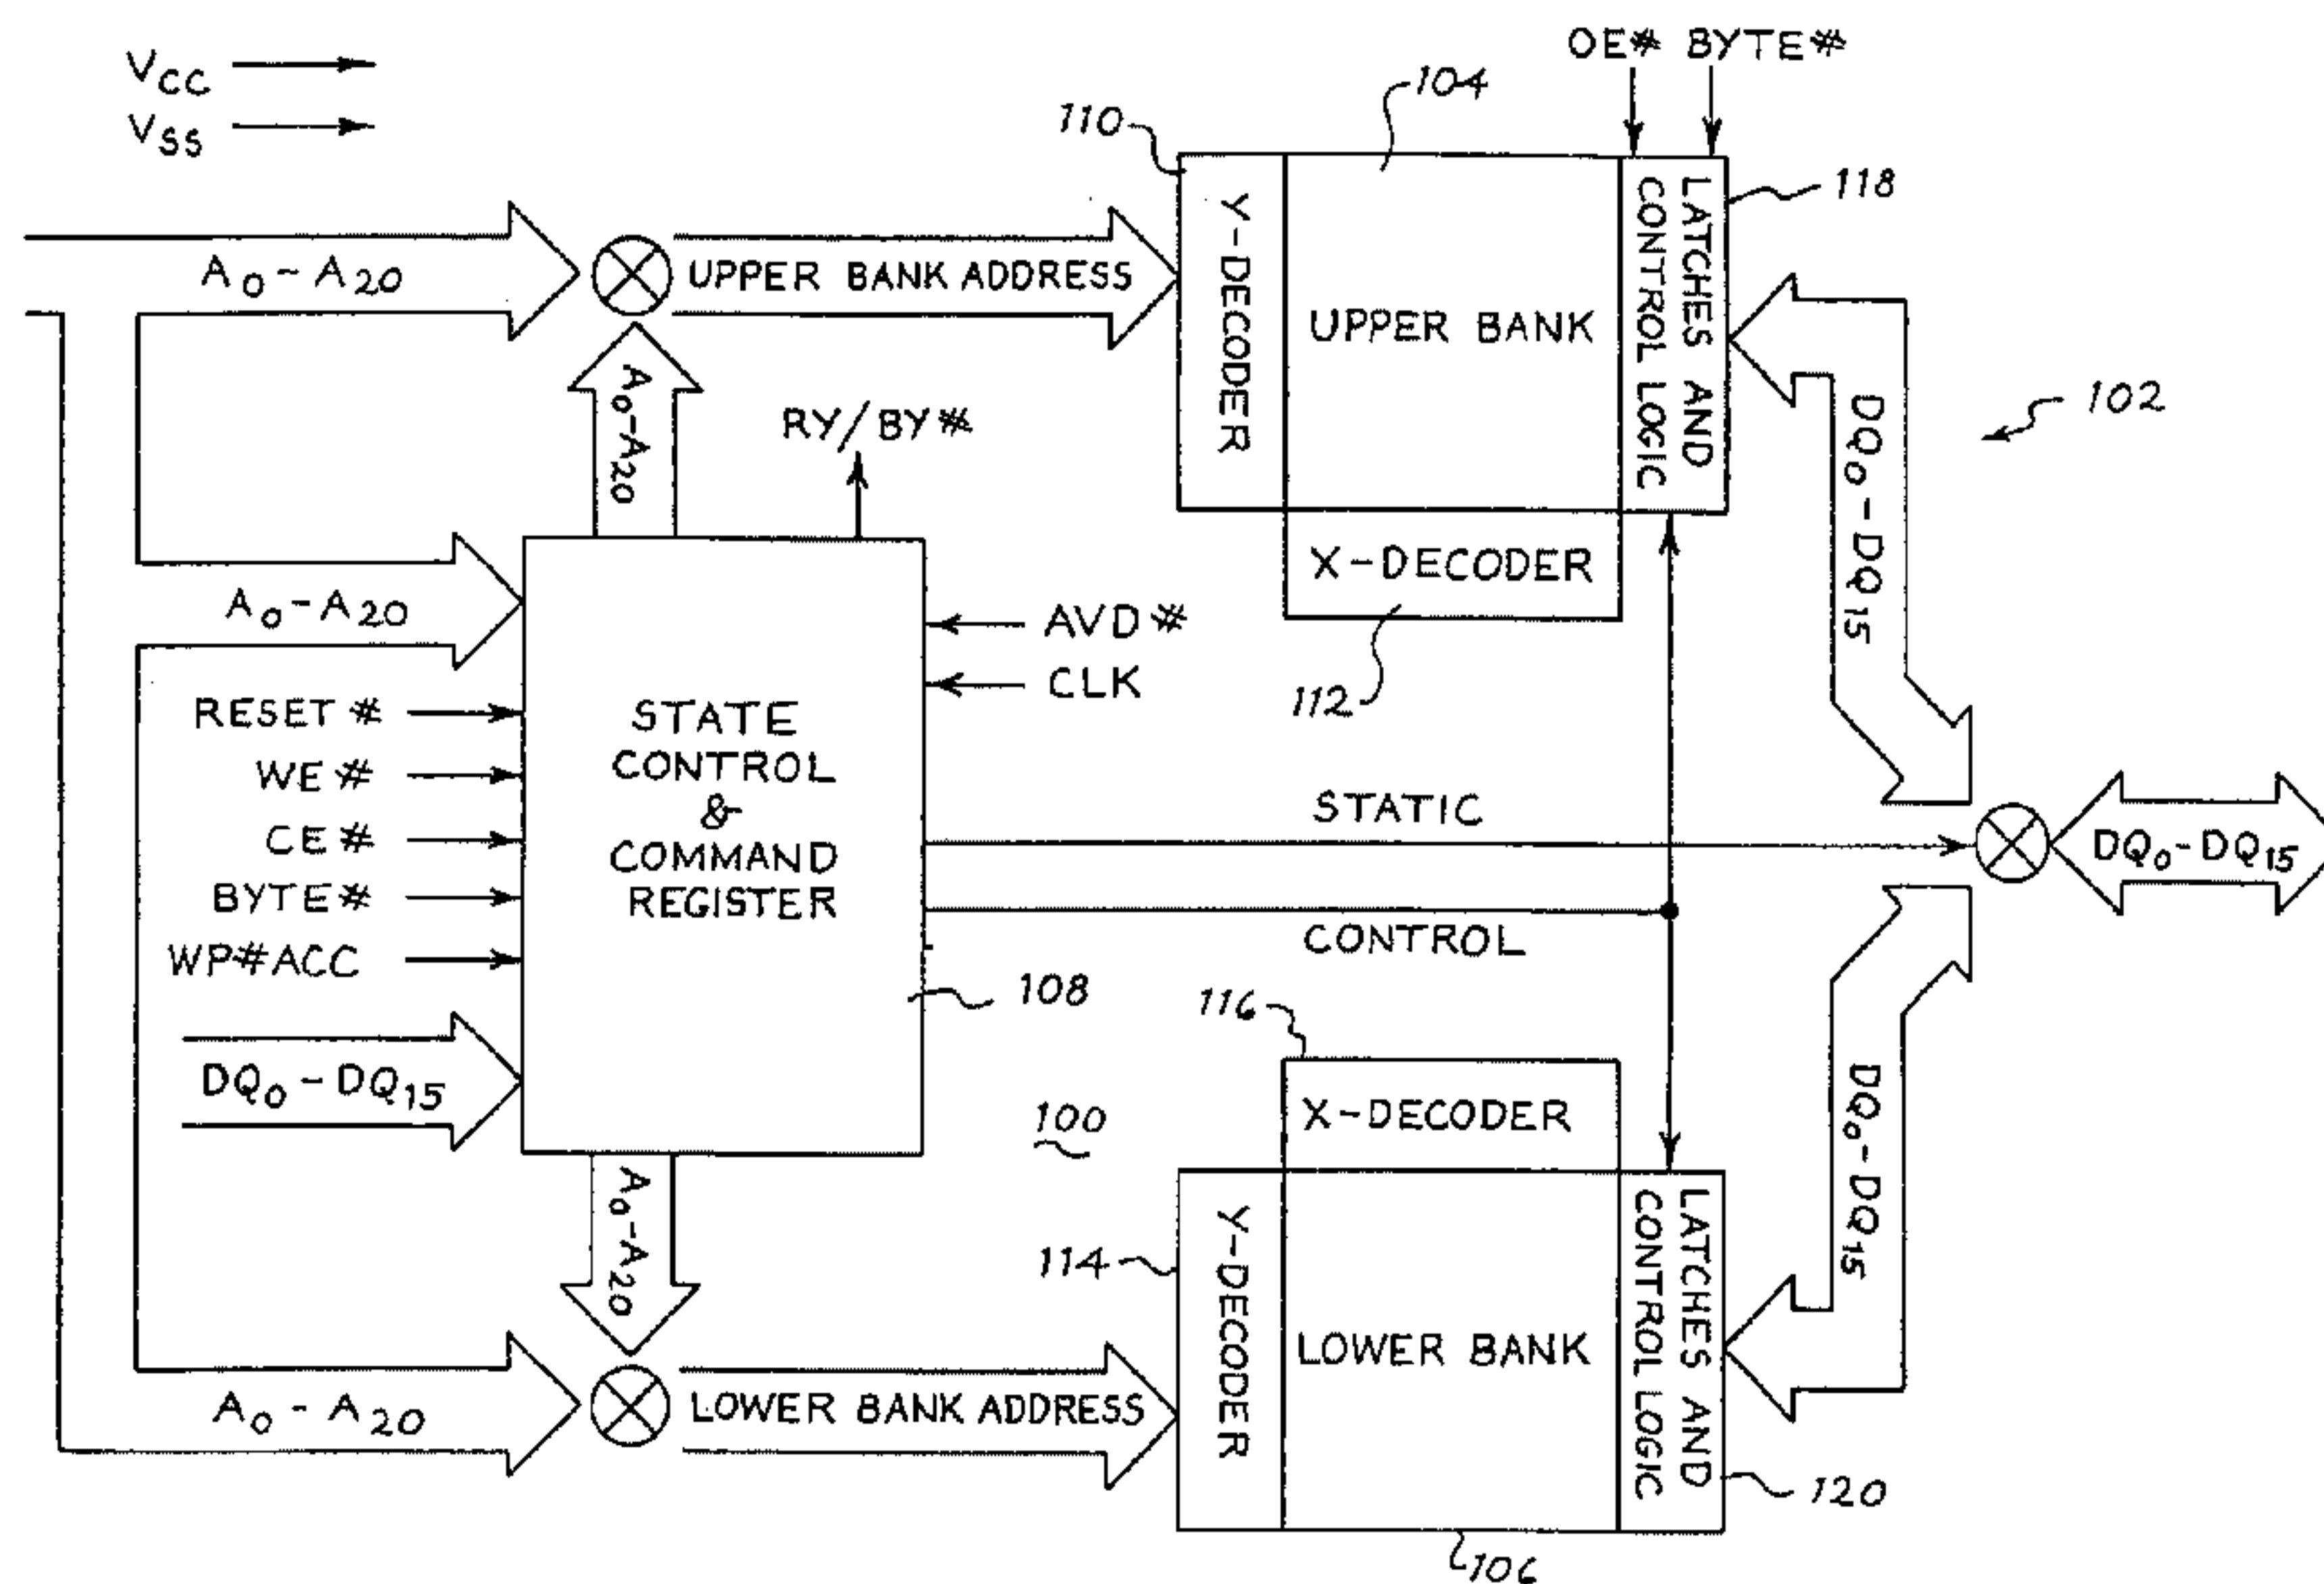 V_CC
V_SS
OE# BYTE#
104
110
118
A₀-A₂₀
UPPER BANK ADDRESS
Y-DECODER
UPPER BANK
LATCHES AND
CONTROL LOGIC
A₀-A₂₀
RY/BY#
DQ₀-DQ₁₅
102
X-DECODER
112
A₀-A₂₀
AVD#
CLK
RESET#
WE#
CE#
BYTE#
WP#ACC
STATE
CONTROL
&
COMMAND
REGISTER
STATIC
CONTROL
DQ₀-DQ₁₅
108
116
DQ₀-DQ₁₅
100
X-DECODER
A₀-A₂₀
DQ₀-DQ₁₅
114
Y-DECODER
LOWER BANK
LATCHES AND
CONTROL LOGIC
A₀-A₂₀
LOWER BANK ADDRESS
120
106